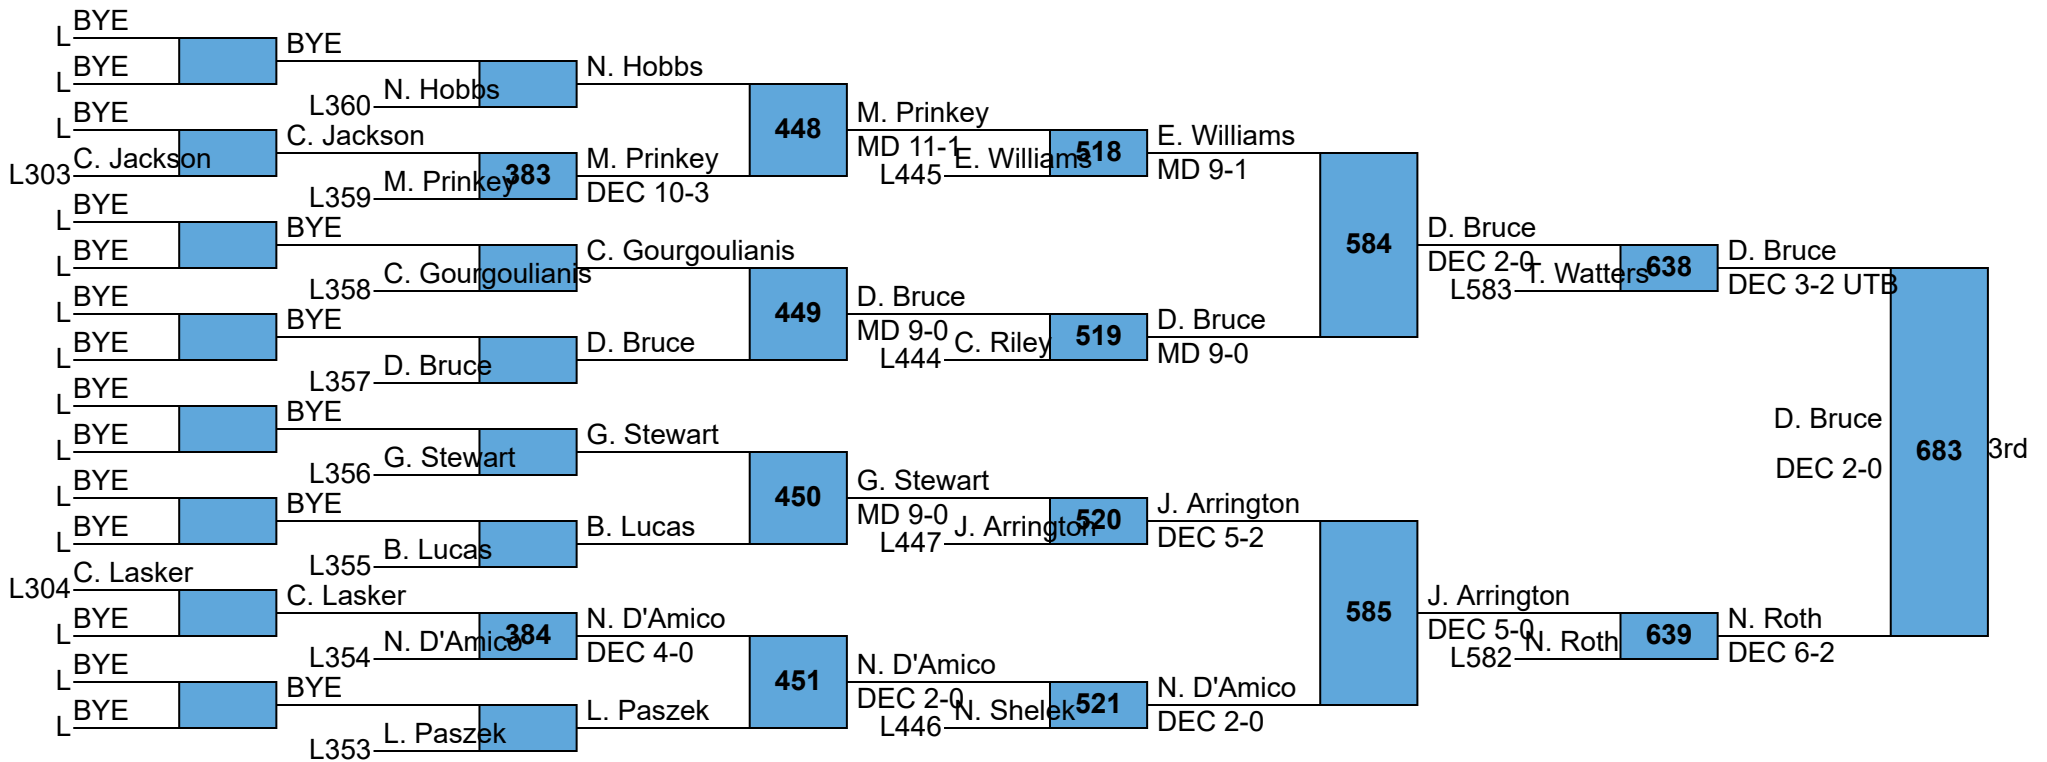 BYE
L
BYE
L
BYE
N. Hobbs
L360
N. Hobbs
BYE
L
C. Jackson
L303
C. Jackson
M. Prinkey
L359
383
M. Prinkey
DEC 10-3
448
M. Prinkey
MD 11-1
E. Williams
L445
518
E. Williams
MD 9-1
BYE
L
BYE
L
BYE
C. Gourgoulianis
L358
C. Gourgoulianis
BYE
L
BYE
L
BYE
D. Bruce
L357
D. Bruce
449
D. Bruce
MD 9-0
C. Riley
L444
519
D. Bruce
MD 9-0
584
D. Bruce
DEC 2-0
T. Watters
L583
638
D. Bruce
DEC 3-2 UTB
BYE
L
BYE
L
BYE
G. Stewart
L356
G. Stewart
BYE
L
BYE
L
BYE
B. Lucas
L355
B. Lucas
450
G. Stewart
MD 9-0
J. Arrington
L447
520
J. Arrington
DEC 5-2
C. Lasker
L304
BYE
L
C. Lasker
N. D'Amico
L354
384
N. D'Amico
DEC 4-0
BYE
L
BYE
L
BYE
L. Paszek
L353
L. Paszek
451
N. D'Amico
DEC 2-0
N. Shelek
L446
521
N. D'Amico
DEC 2-0
585
J. Arrington
DEC 5-0
N. Roth
L582
639
N. Roth
DEC 6-2
D. Bruce
DEC 2-0
683
3rd